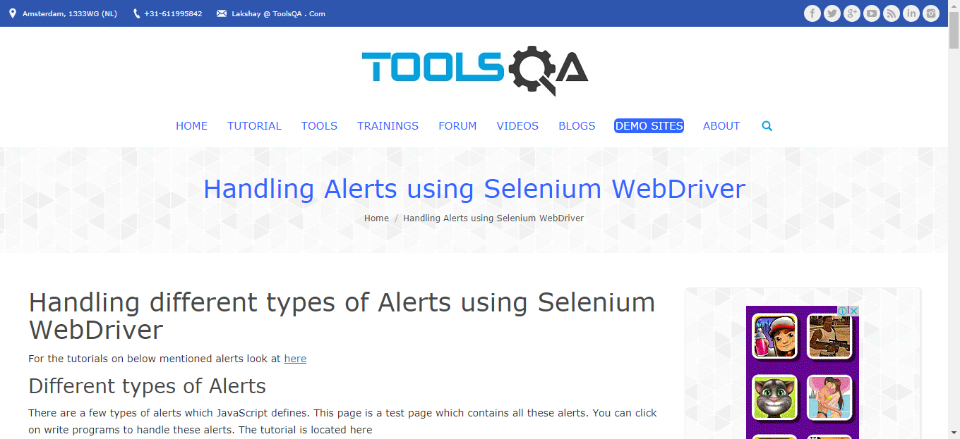 Amsterdam, 1333WG (NL) +31-611995842 Lakshay @ ToolsQA . Com
TOOLSQA
HOME TUTORIAL TOOLS TRAININGS FORUM VIDEOS BLOGS DEMO SITES ABOUT
Handling Alerts using Selenium WebDriver
Home / Handling Alerts using Selenium WebDriver
Handling different types of Alerts using Selenium
WebDriver
For the tutorials on below mentioned alerts look at here
Different types of Alerts
There are a few types of alerts which JavaScript defines. This page is a test page which contains all these alerts. You can click
on write programs to handle these alerts. The tutorial is located here